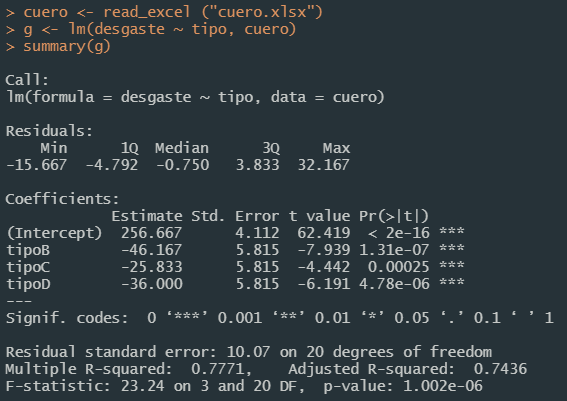 > cuero <- read_excel ("cuero.xlsx")
> g <- lm(desgaste ~ tipo, cuero)
> summary(g)
Call:
lm(formula = desgaste ~ tipo, data = cuero)
Residuals:
    Min      1Q  Median      3Q     Max
-15.667  -4.792  -0.750   3.833  32.167
Coefficients:
            Estimate Std. Error t value Pr(>|t|)
(Intercept)  256.667      4.112  62.419  < 2e-16 ***
tipoB        -46.167      5.815  -7.939 1.31e-07 ***
tipoC        -25.833      5.815  -4.442  0.00025 ***
tipoD        -36.000      5.815  -6.191 4.78e-06 ***
---
Signif. codes:  0 ‘***’ 0.001 ‘**’ 0.01 ‘*’ 0.05 ‘.’ 0.1 ‘ ’ 1
Residual standard error: 10.07 on 20 degrees of freedom
Multiple R-squared:  0.7771,    Adjusted R-squared:  0.7436
F-statistic: 23.24 on 3 and 20 DF,  p-value: 1.002e-06